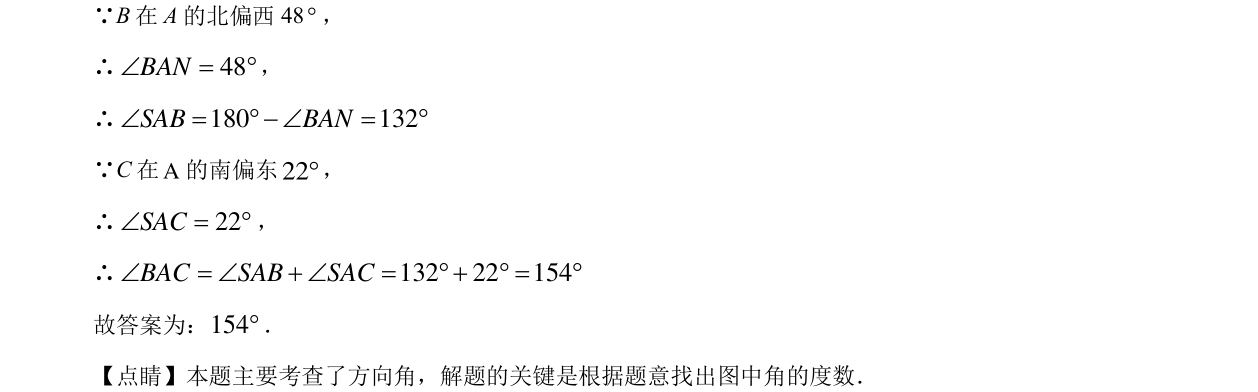 ∵B 在 A 的北偏西 48°，
∴ ∠BAN = 48°，
∴ ∠SAB = 180° − ∠BAN = 132°
∵C 在 A 的南偏东 22°，
∴ ∠SAC = 22°，
∴ ∠BAC = ∠SAB + ∠SAC = 132° + 22° = 154°
故答案为：154°．
【点睛】本题主要考查了方向角，解题的关键是根据题意找出图中角的度数．